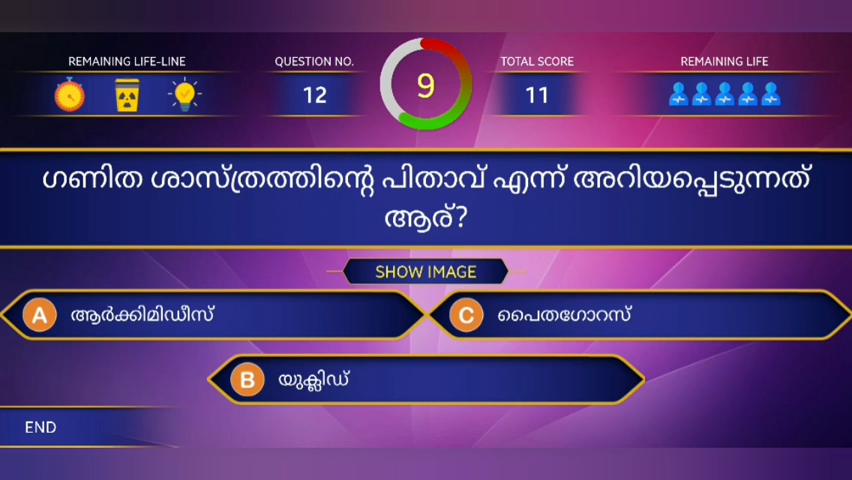 REMAINING LIFE-LINE
QUESTION NO.
12
9
TOTAL SCORE
11
REMAINING LIFE
ഗണിത ശാസ്ത്രത്തിന്റെ പിതാവ് എന്ന് അറിയപ്പെടുന്നത്
ആര്?
SHOW IMAGE
A ആർക്കിമിഡീസ്
C പൈതഗോറസ്
B യുക്ലിഡ്
END